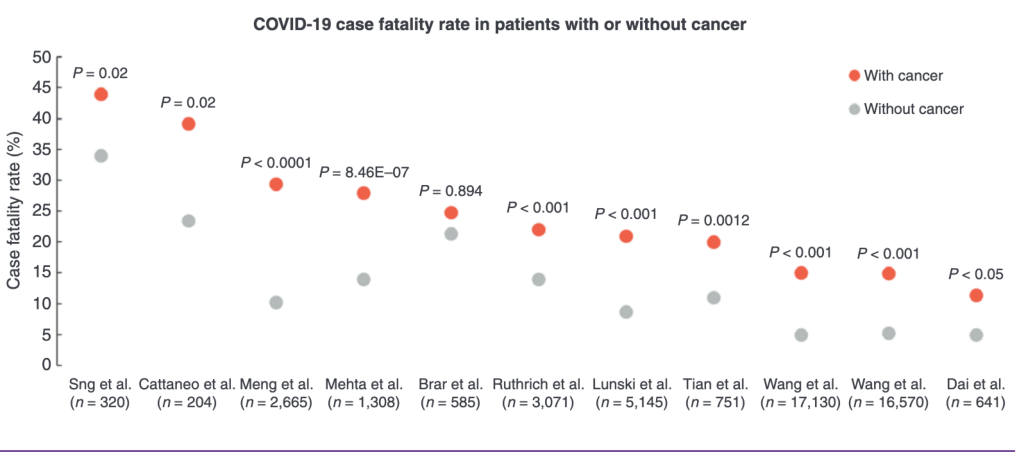 COVID-19 case fatality rate in patients with or without cancer
Case fatality rate (%)
50
45
40
35
30
25
20
15
10
5
0
With cancer
Without cancer
P = 0.02
P = 0.02
P < 0.0001
P = 8.46E–07
P = 0.894
P < 0.001
P < 0.001
P = 0.0012
P < 0.001
P < 0.001
P < 0.05
Sng et al. Cattaneo et al. Meng et al. Mehta et al. Brar et al. Ruthrich et al. Lunski et al. Tian et al. Wang et al. Wang et al. Dai et al.
(n = 320) (n = 204) (n = 2,665) (n = 1,308) (n = 585) (n = 3,071) (n = 5,145) (n = 751) (n = 17,130) (n = 16,570) (n = 641)